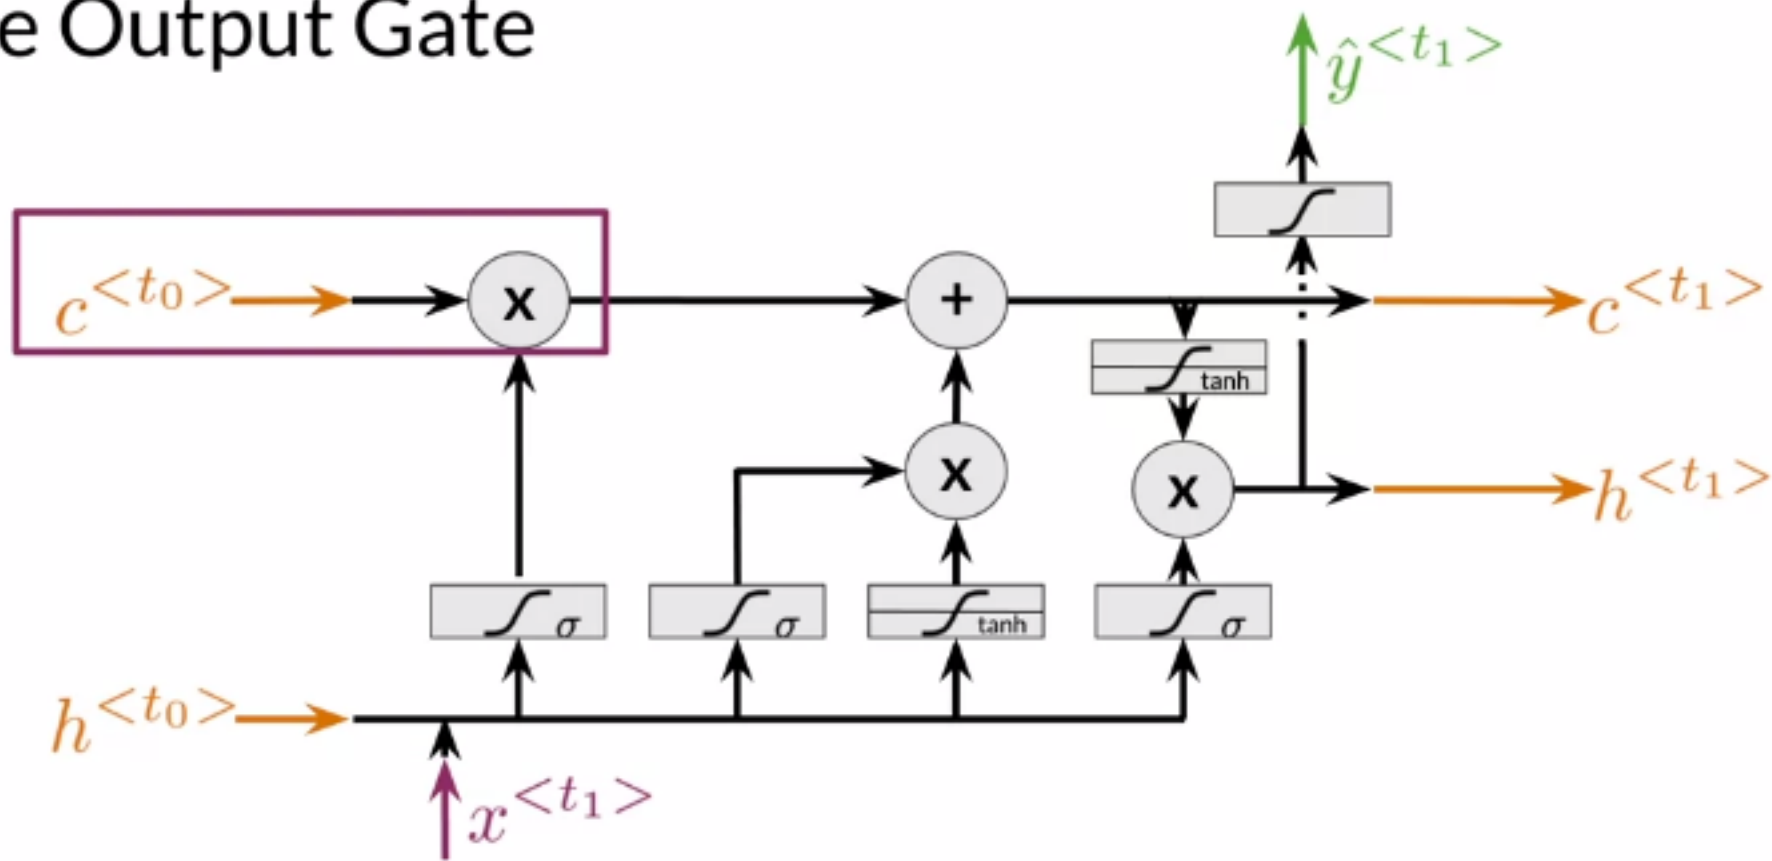 e Output Gate
ŷ<t₁>
c<t₀>
x
+
c<t₁>
tanh
x
x
h<t₁>
σ
σ
tanh
σ
h<t₀>
x<t₁>